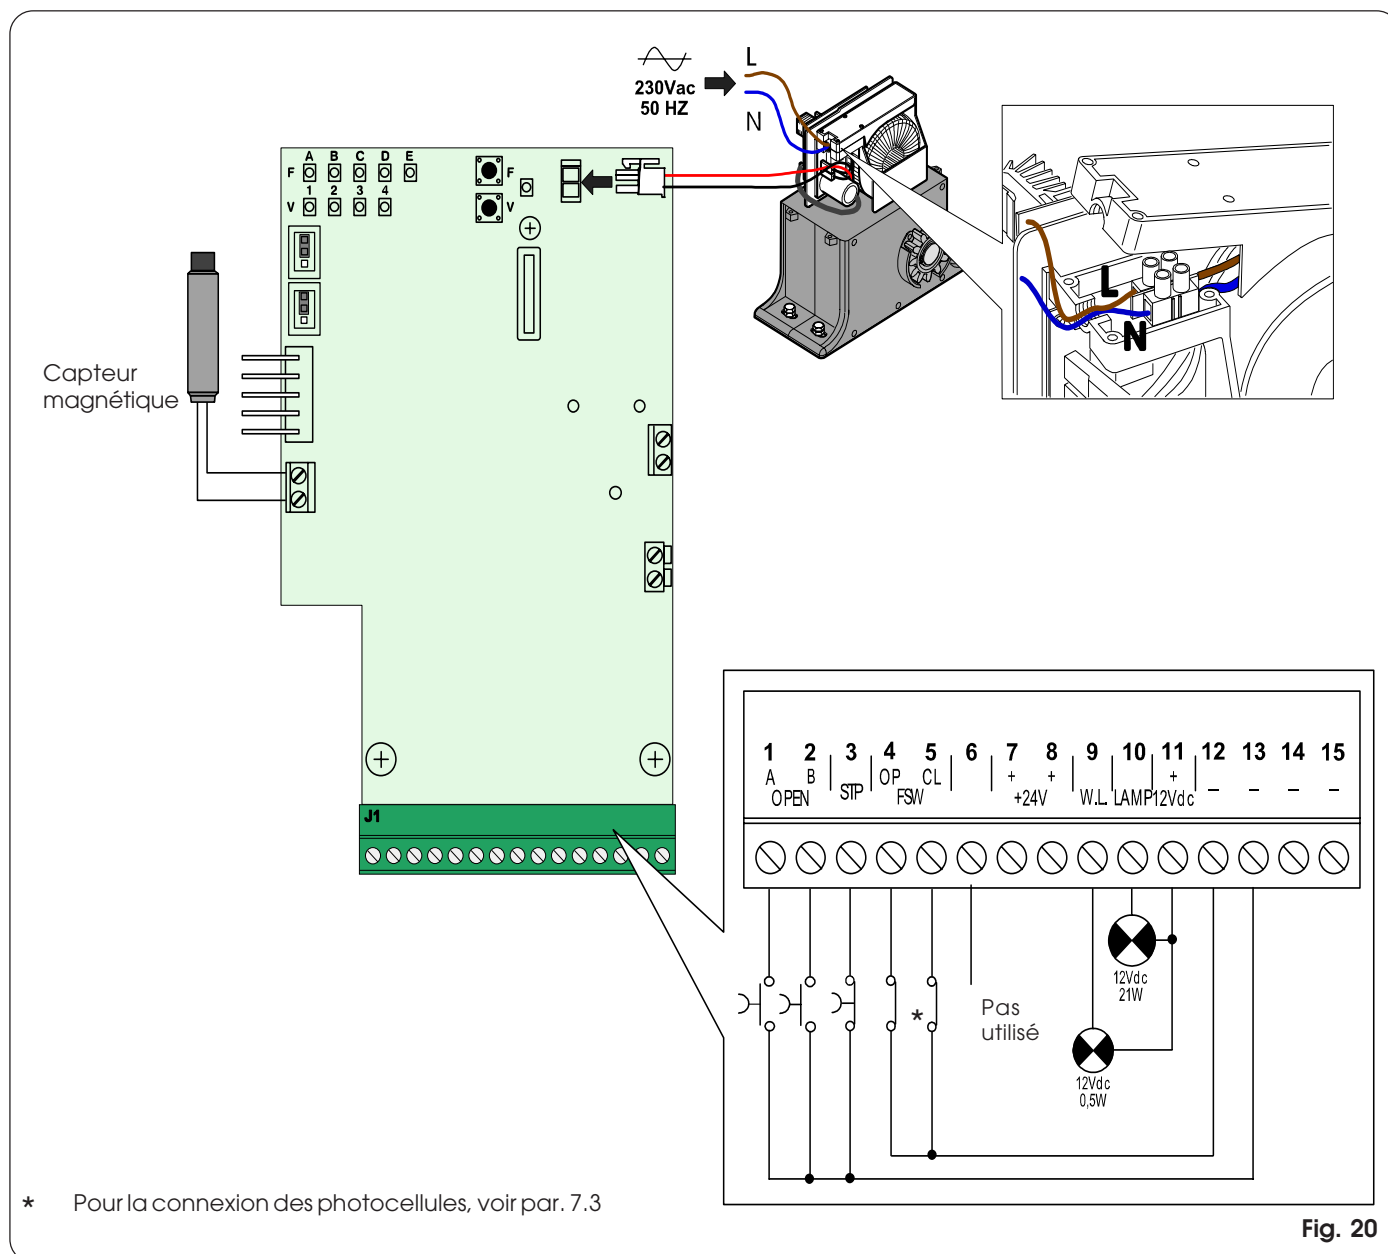 L
230Vac
50 HZ
N
L
N
A B C D E
F
1 2 3 4
V
F
V
Capteur
magnétique
J1
1 2 3 4 5 6 7 8 9 10 11 12 13 14 15
A B OP CL + + + – – – –
OPEN STP FSW +24V W.L. LAMP 12Vdc
12Vdc
21W
Pas
utilisé
*
12Vdc
0,5W
* Pour la connexion des photocellules, voir par. 7.3
Fig. 20